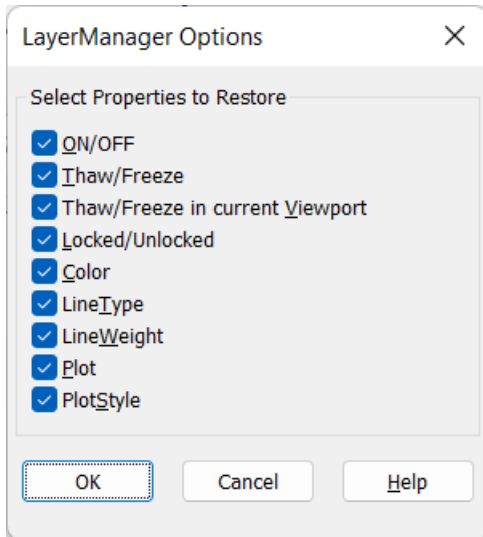 LayerManager Options
Select Properties to Restore
ON/OFF
Thaw/Freeze
Thaw/Freeze in current Viewport
Locked/Unlocked
Color
LineType
LineWeight
Plot
PlotStyle
OK Cancel Help